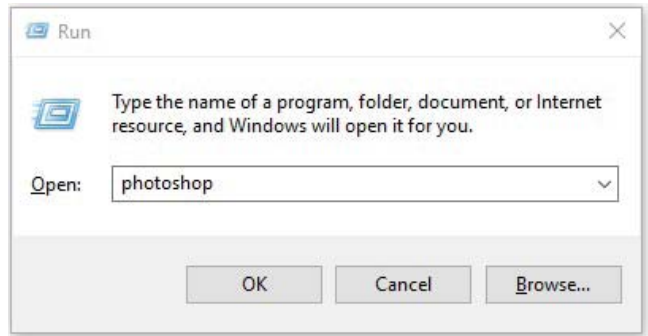 Run
Type the name of a program, folder, document, or Internet
resource, and Windows will open it for you.
Open: photoshop
OK Cancel Browse...